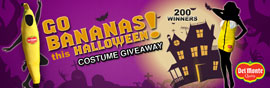 GO
BANANAS!
this HALLOWEEN
COSTUME GIVEAWAY
200
WINNERS
Del Monte